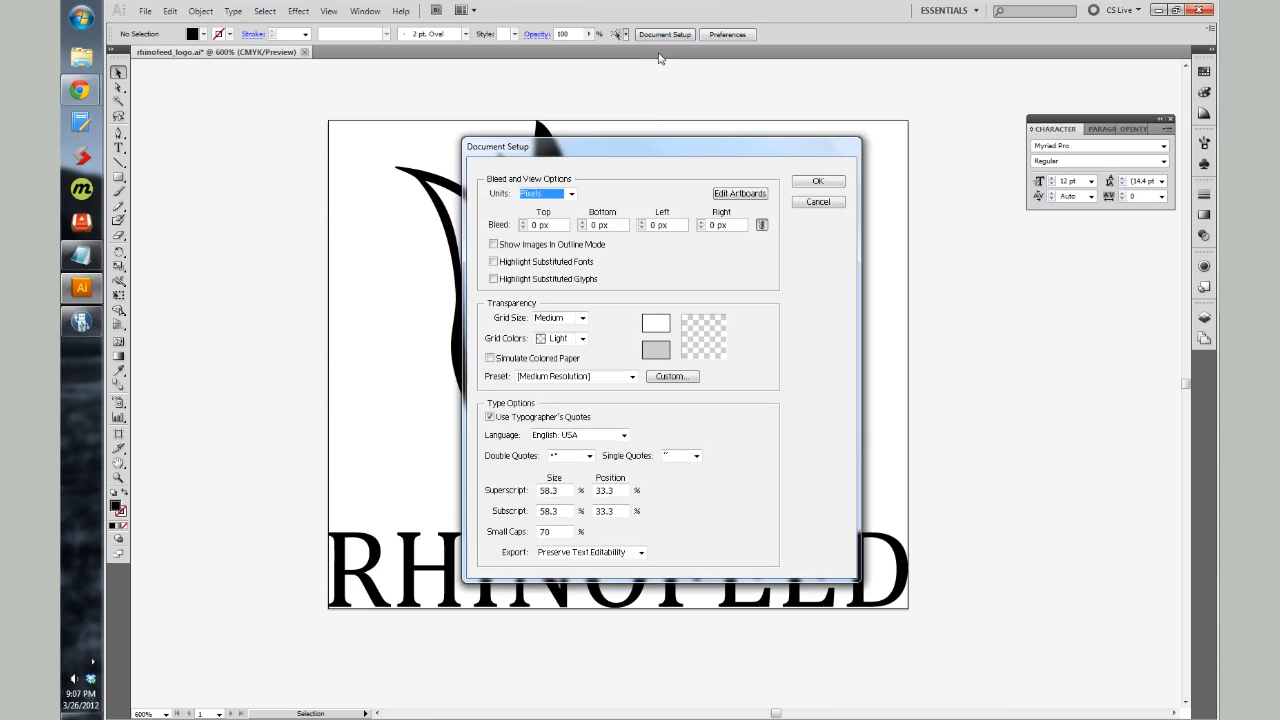 Ai File Edit Object Type Select Effect View Window Help Br ESSENTIALS CS Live
No Selection Stroke: 2 pt. Oval Style: Opacity: 100 % Document Setup Preferences
rhinofeed_logo.ai* @ 600% (CMYK/Preview)
CHARACTER PARAGR OPENTY
Myriad Pro
Regular
12 pt (14.4 pt
Auto 0
Document Setup
Bleed and View Options
Units: Pixels Edit Artboards OK
Cancel
Top Bottom Left Right
Bleed: 0 px 0 px 0 px 0 px
Show Images In Outline Mode
Highlight Substituted Fonts
Highlight Substituted Glyphs
Transparency
Grid Size: Medium
Grid Colors: Light
Simulate Colored Paper
Preset: [Medium Resolution] Custom...
Type Options
Use Typographer's Quotes
Language: English: USA
Double Quotes: “” Single Quotes: ‘’
Size Position
Superscript: 58.3 % 33.3 %
Subscript: 58.3 % 33.3 %
Small Caps: 70 %
Export: Preserve Text Editability
RHINOFEED
Ai
9:07 PM
3/26/2012
600% 1 Selection